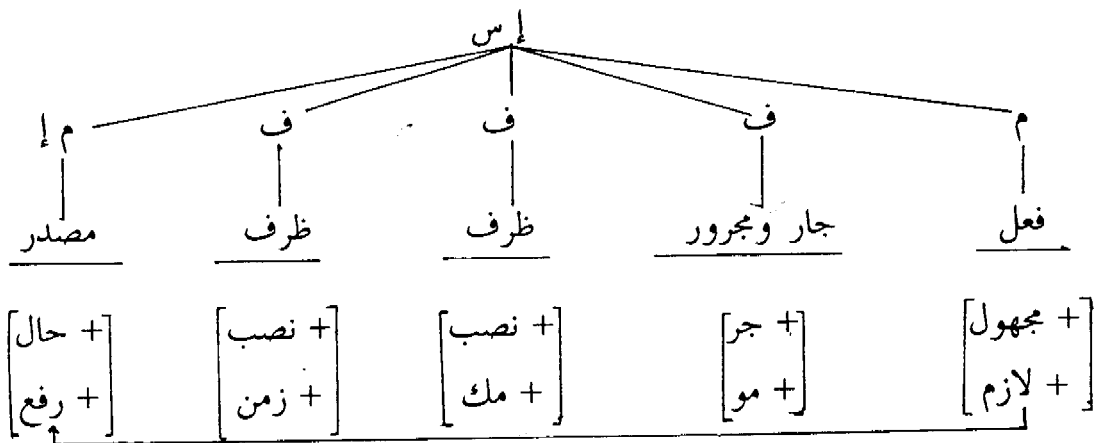 إ س
م ف ف ف م إ
فعل جار ومجرور ظرف ظرف مصدر
[+ مجهول] [+ جر] [+ نصب] [+ نصب] [+ حال]
[+ لازم] [+ مو] [+ مك] [+ زمن] [+ رفع]